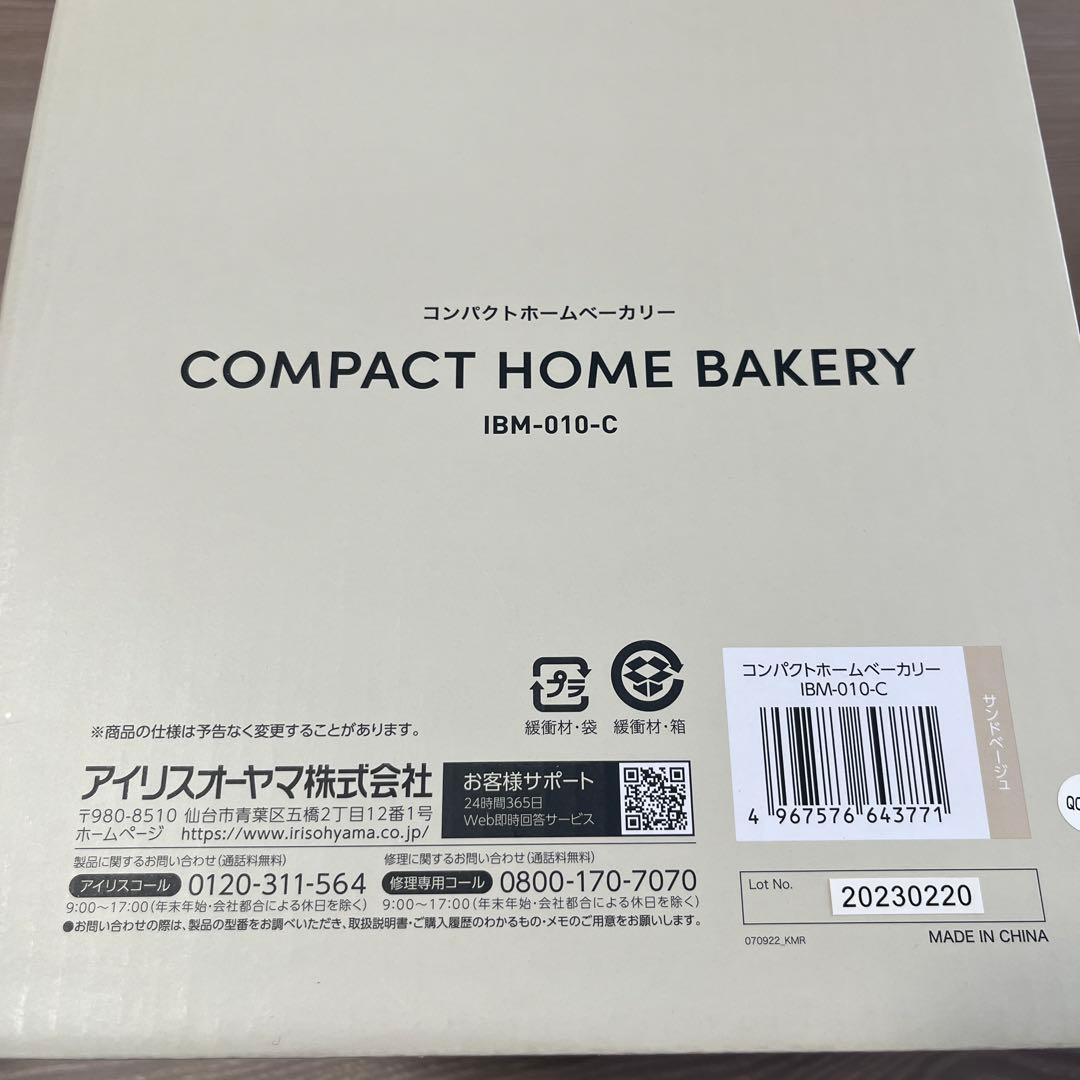 コンパクトホームベーカリー
COMPACT HOME BAKERY
IBM-010-C
プラ
緩衝材・袋
緩衝材・箱
※商品の仕様は予告なく変更することがあります。
アイリスオーヤマ株式会社
〒980-8510 仙台市青葉区五橋2丁目12番1号
ホームページ https://www.irisohyama.co.jp/
お客様サポート
24時間365日
Web即時回答サービス
製品に関するお問い合わせ(通話料無料)
アイリスコール 0120-311-564
9:00～17:00(年末年始・会社都合による休日を除く)
修理に関するお問い合わせ(通話料無料)
修理専用コール 0800-170-7070
9:00～17:00(年末年始・会社都合による休日を除く)
●お問い合わせの際は、製品の型番をお調べいただき、取扱説明書・ご購入履歴のわかるもの・メモのご用意をお願いします。
コンパクトホームベーカリー
IBM-010-C
4 967576 643771
サンドベージュ
Lot No.
20230220
070922_KMR
MADE IN CHINA